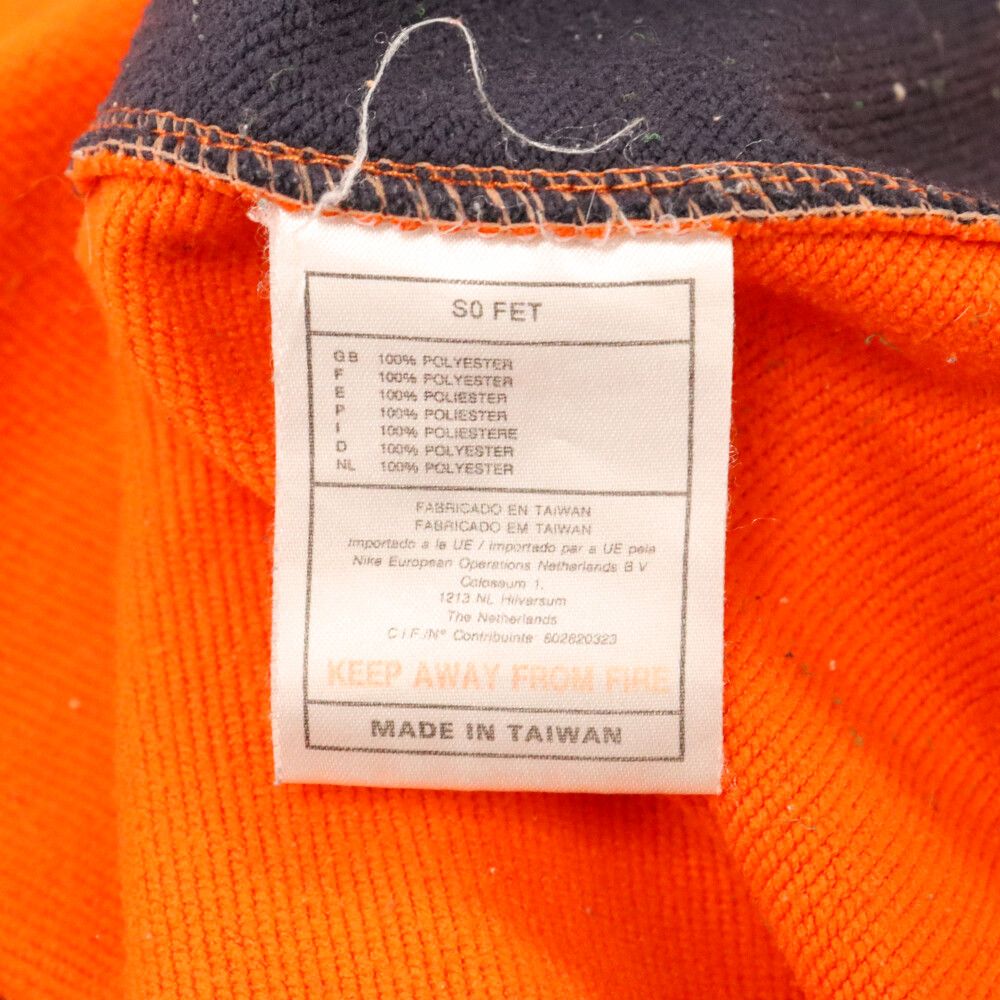 S0 FET
GB 100% POLYESTER
F 100% POLYESTER
E 100% POLIESTER
P 100% POLIESTER
I 100% POLIESTERE
D 100% POLYESTER
NL 100% POLYESTER
FABRICADO EN TAIWAN
FABRICADO EM TAIWAN
Importado a la UE / Importado par a UE pela
Nike European Operations Netherlands B V
Colosseum 1,
1213 NL Hilversum
The Netherlands
C i F /Nº Contribuinte 802820323
KEEP AWAY FROM FIRE
MADE IN TAIWAN